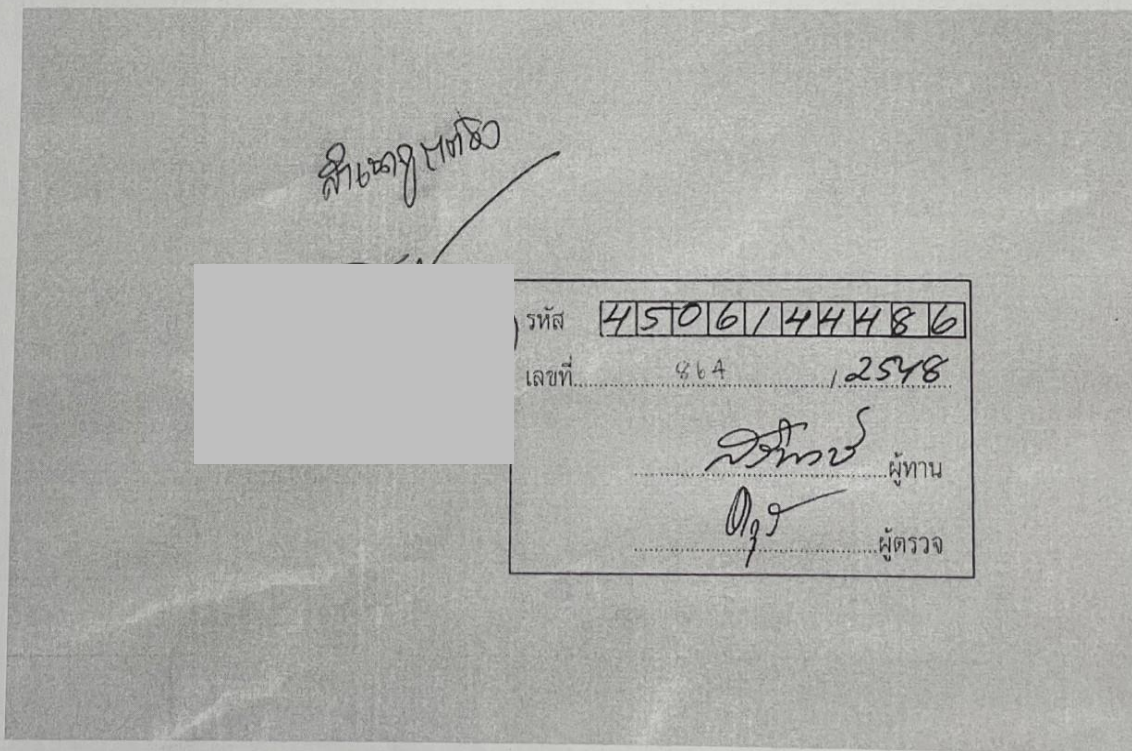 สำเนาถูกต้อง
รหัส 4506144486
เลขที่ 864 / 2548
ผู้ทาน
ผู้ตรวจ